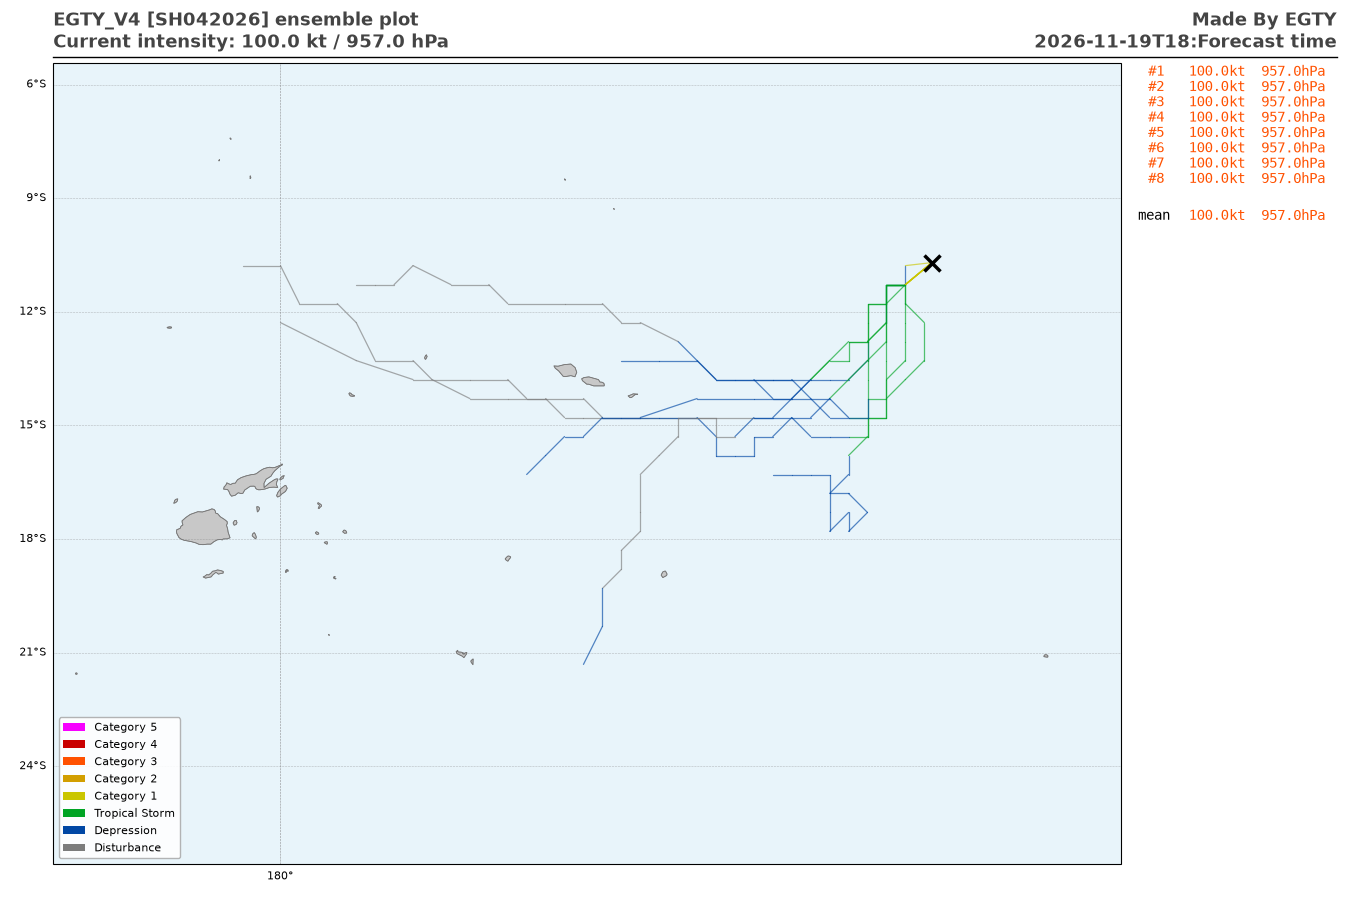 EGTY_V4 [SH042026] ensemble plot
Current intensity: 100.0 kt / 957.0 hPa
Made By EGTY
2026-11-19T18:Forecast time
#1 100.0kt 957.0hPa
#2 100.0kt 957.0hPa
#3 100.0kt 957.0hPa
#4 100.0kt 957.0hPa
#5 100.0kt 957.0hPa
#6 100.0kt 957.0hPa
#7 100.0kt 957.0hPa
#8 100.0kt 957.0hPa
mean 100.0kt 957.0hPa
6°S
9°S
12°S
15°S
18°S
21°S
24°S
180°
Category 5
Category 4
Category 3
Category 2
Category 1
Tropical Storm
Depression
Disturbance